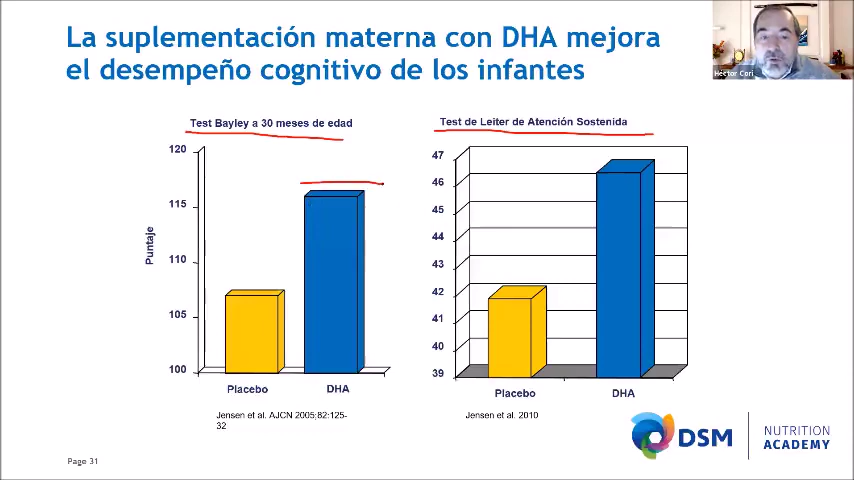 La suplementación materna con DHA mejora
el desempeño cognitivo de los infantes
Héctor Cori
Test Bayley a 30 meses de edad
120
115
110
105
100
Puntaje
Placebo
DHA
Jensen et al. AJCN 2005;82:125-
32
Test de Leiter de Atención Sostenida
47
46
45
44
43
42
41
40
39
Placebo
DHA
Jensen et al. 2010
DSM
NUTRITION
ACADEMY
Page 31